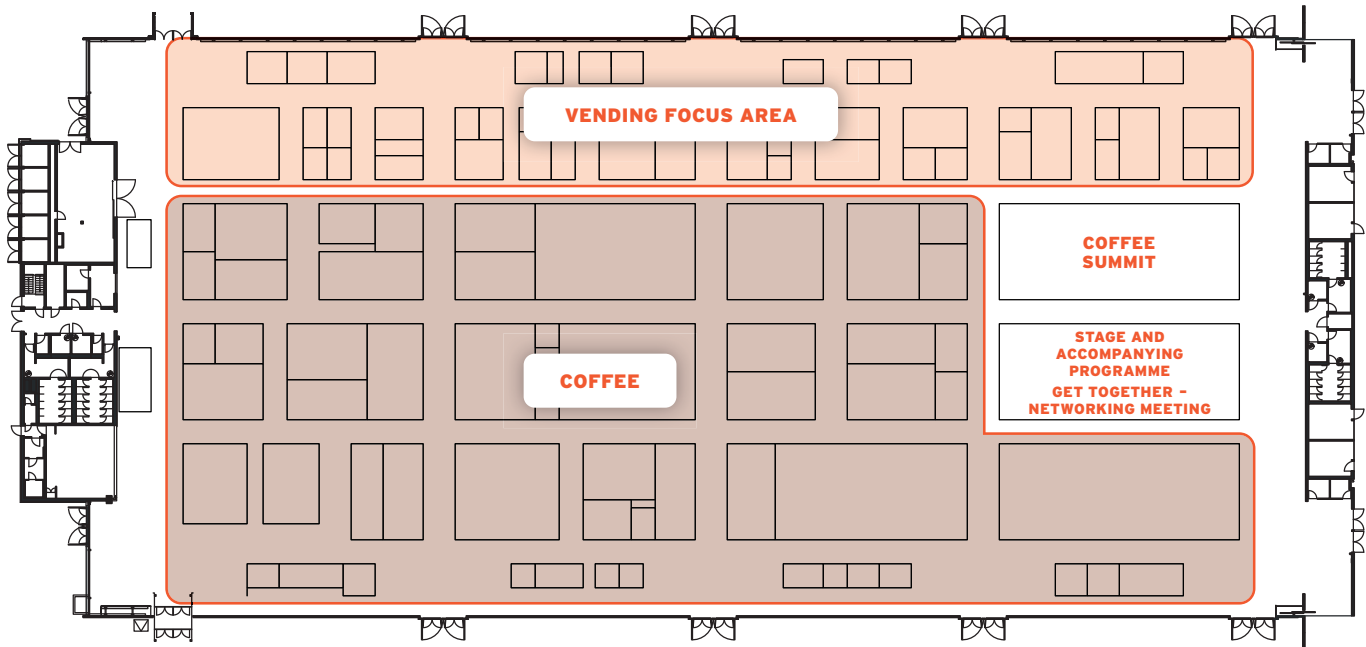 VENDING FOCUS AREA
COFFEE
SUMMIT
STAGE AND
ACCOMPANYING
PROGRAMME
GET TOGETHER –
NETWORKING MEETING
COFFEE